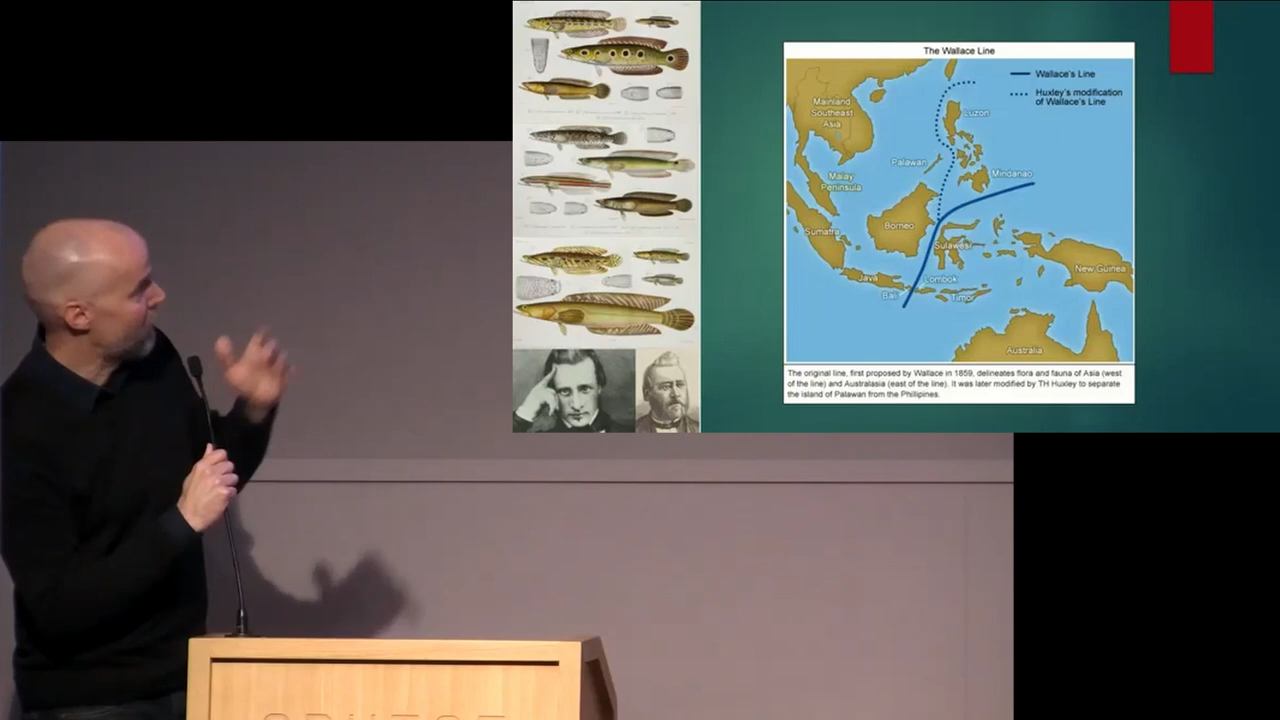 The Wallace Line
Wallace's Line
Huxley's modification
of Wallace's Line
Mainland
Southeast
Asia
Luzon
Palawan
Mindanao
Malay
Peninsula
Sumatra
Borneo
Sulawesi
New Guinea
Java
Lombok
Bali
Timor
Australia
The original line, first proposed by Wallace in 1859, delineates flora and fauna of Asia (west
of the line) and Australasia (east of the line). It was later modified by TH Huxley to separate
the island of Palawan from the Phillipines.